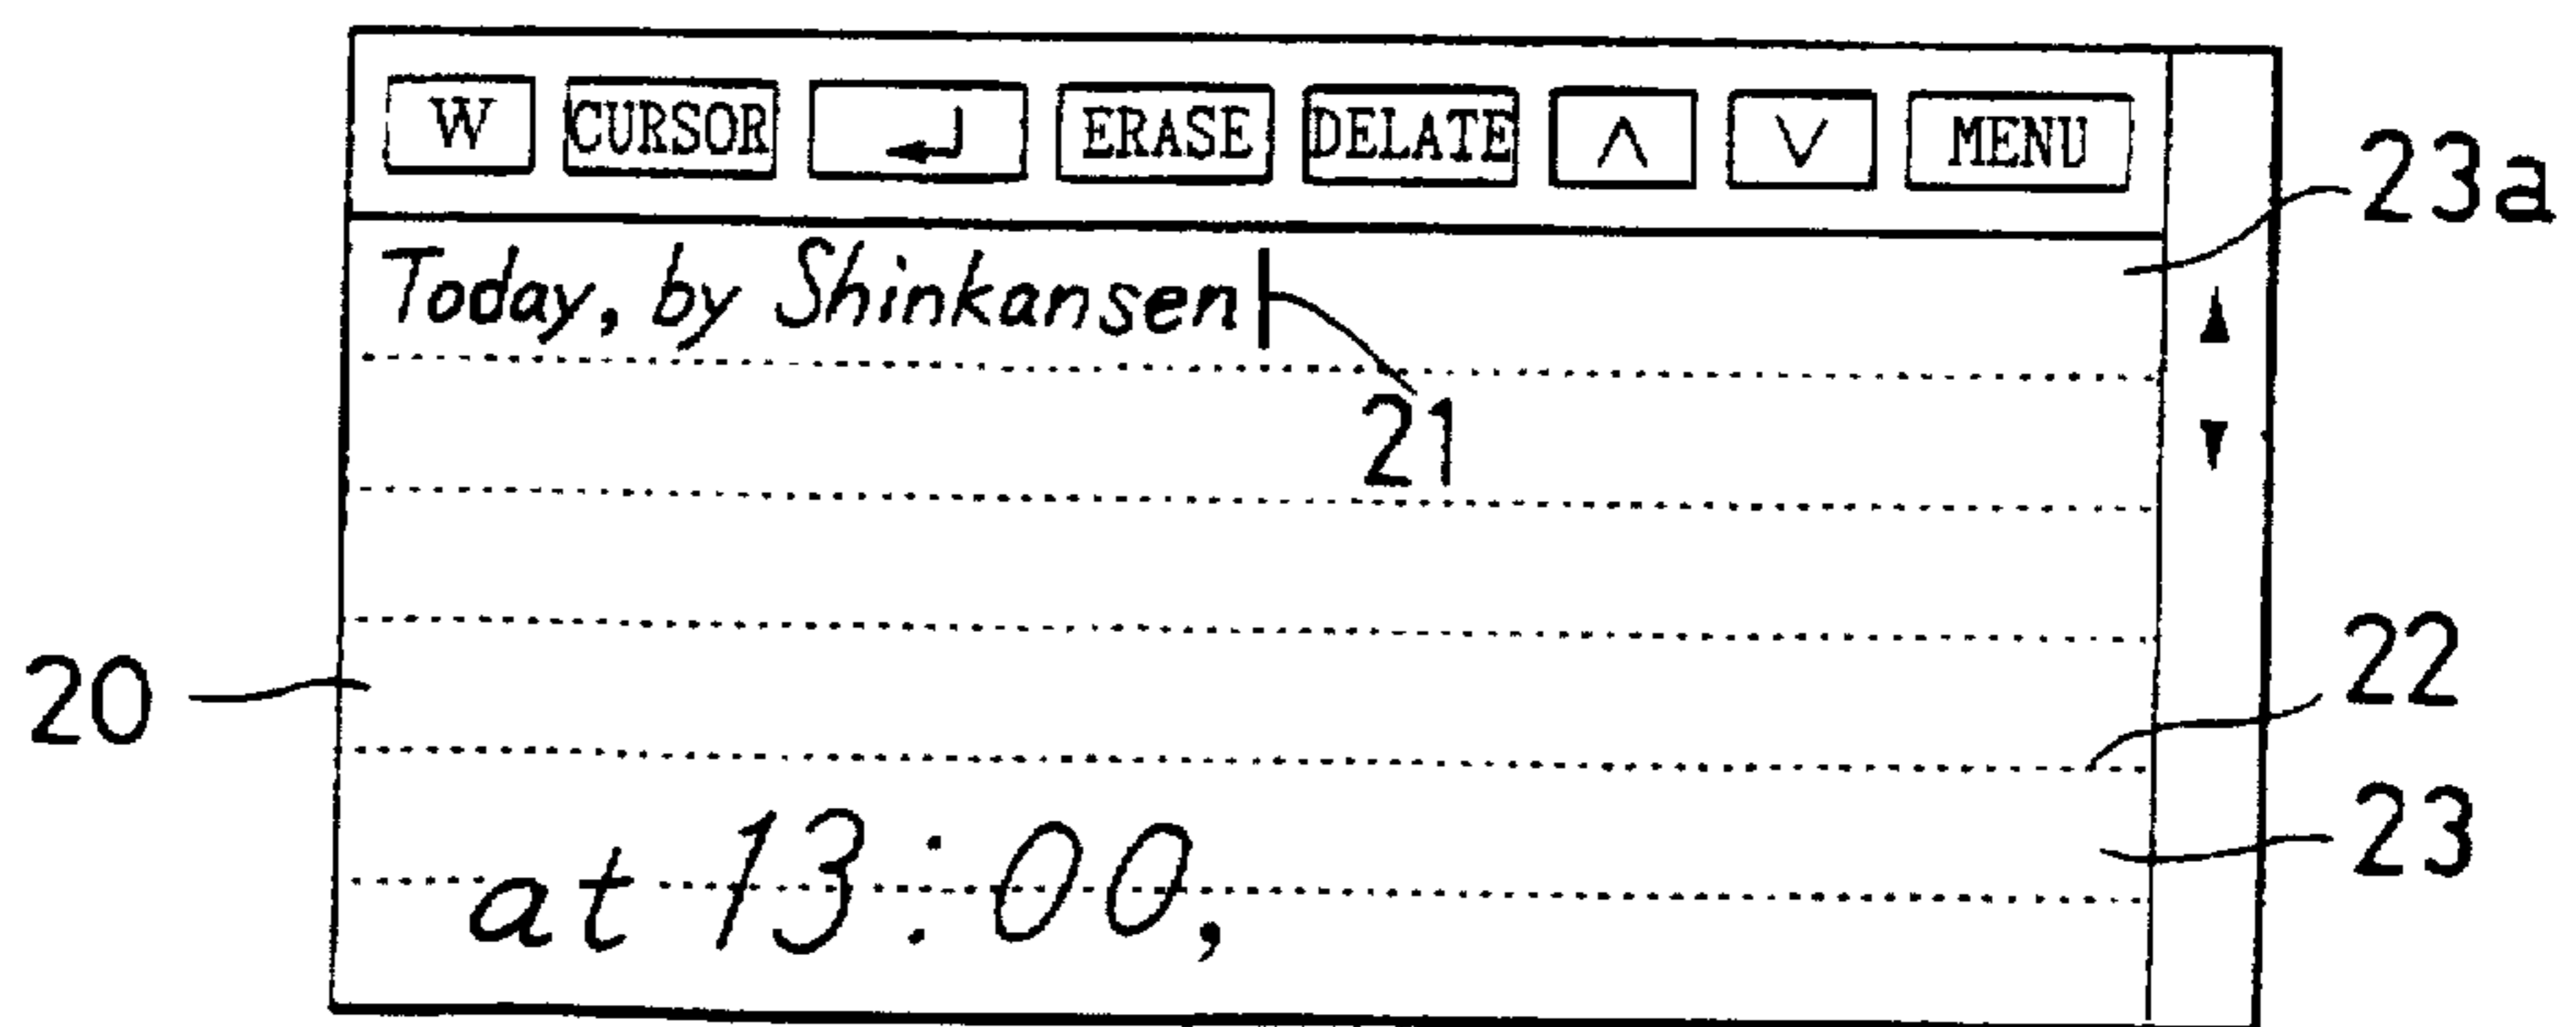 W CURSOR ERASE DELATE MENU
23a
Today, by Shinkansen
21
20
22
23
at 13:00,